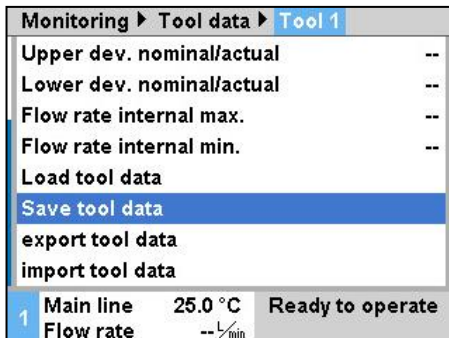 Monitoring ▶ Tool data ▶ Tool 1
Upper dev. nominal/actual --
Lower dev. nominal/actual --
Flow rate internal max. --
Flow rate internal min. --
Load tool data
Save tool data
export tool data
import tool data
1 Main line 25.0 °C Ready to operate
Flow rate -- L/min